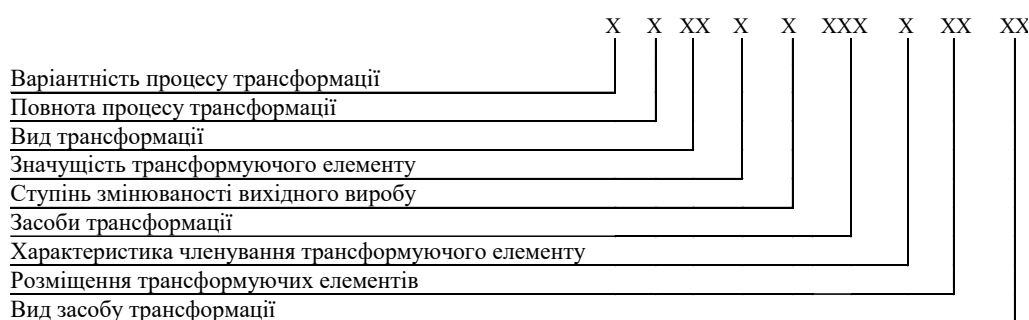 X X XX X X XXX X XX XX
Варіантність процесу трансформації
Повнота процесу трансформації
Вид трансформації
Значущість трансформуючого елементу
Ступінь змінюваності вихідного виробу
Засоби трансформації
Характеристика членування трансформуючого елементу
Розміщення трансформуючих елементів
Вид засобу трансформації